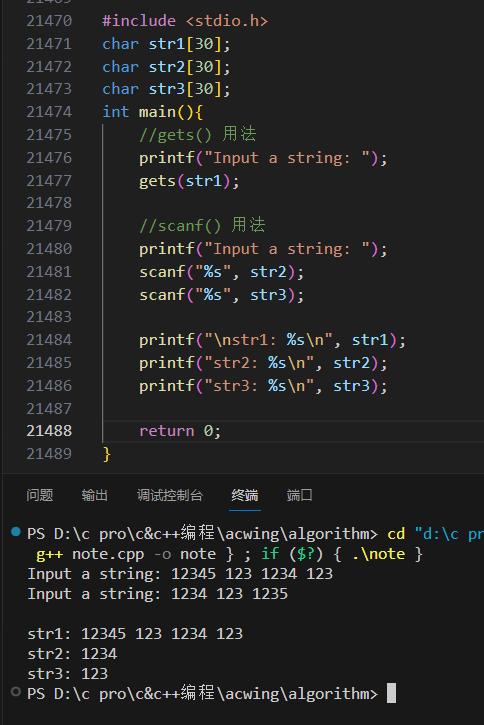 21470 #include <stdio.h>
21471 char str1[30];
21472 char str2[30];
21473 char str3[30];
21474 int main(){
21475 //gets() 用法
21476 printf("Input a string: ");
21477 gets(str1);
21478
21479 //scanf() 用法
21480 printf("Input a string: ");
21481 scanf("%s", str2);
21482 scanf("%s", str3);
21483
21484 printf("\nstr1: %s\n", str1);
21485 printf("str2: %s\n", str2);
21486 printf("str3: %s\n", str3);
21487
21488 return 0;
21489 }
问题 输出 调试控制台 终端 端口
PS D:\c pro\c&c++编程\acwing\algorithm> cd "d:\c pr
g++ note.cpp -o note } ; if ($?) { .\note }
Input a string: 12345 123 1234 123
Input a string: 1234 123 1235
str1: 12345 123 1234 123
str2: 1234
str3: 123
PS D:\c pro\c&c++编程\acwing\algorithm>